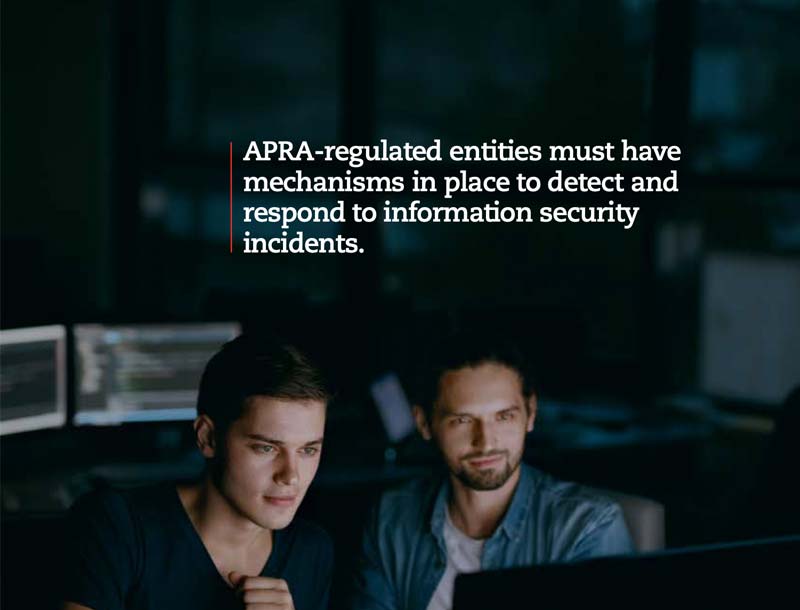 APRA-regulated entities must have
mechanisms in place to detect and
respond to information security
incidents.